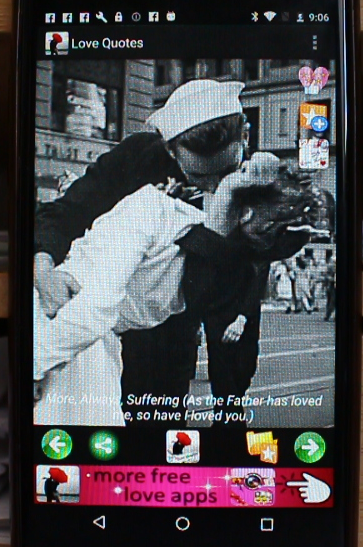 9:06
Love Quotes
More, Always, Suffering (As the Father has loved
me, so have I loved you.)
more free
love apps